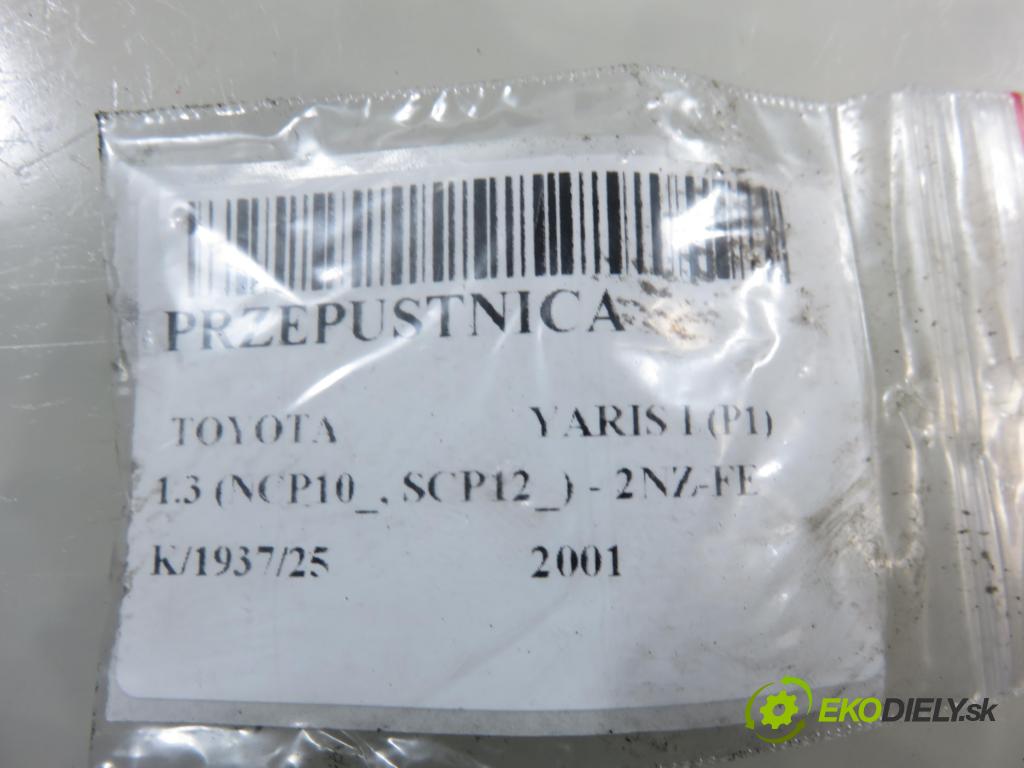 PRZEPUSTNICA
TOYOTA YARIS I (P1)
1.3 (NCP10_, SCP12_) - 2NZ-FE
K/1937/25 2001
EKODIELY.sk